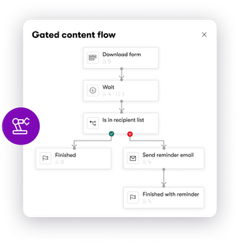 Gated content flow
Download form
Wait
Is in recipient list
Finished
Send reminder email
Finished with reminder